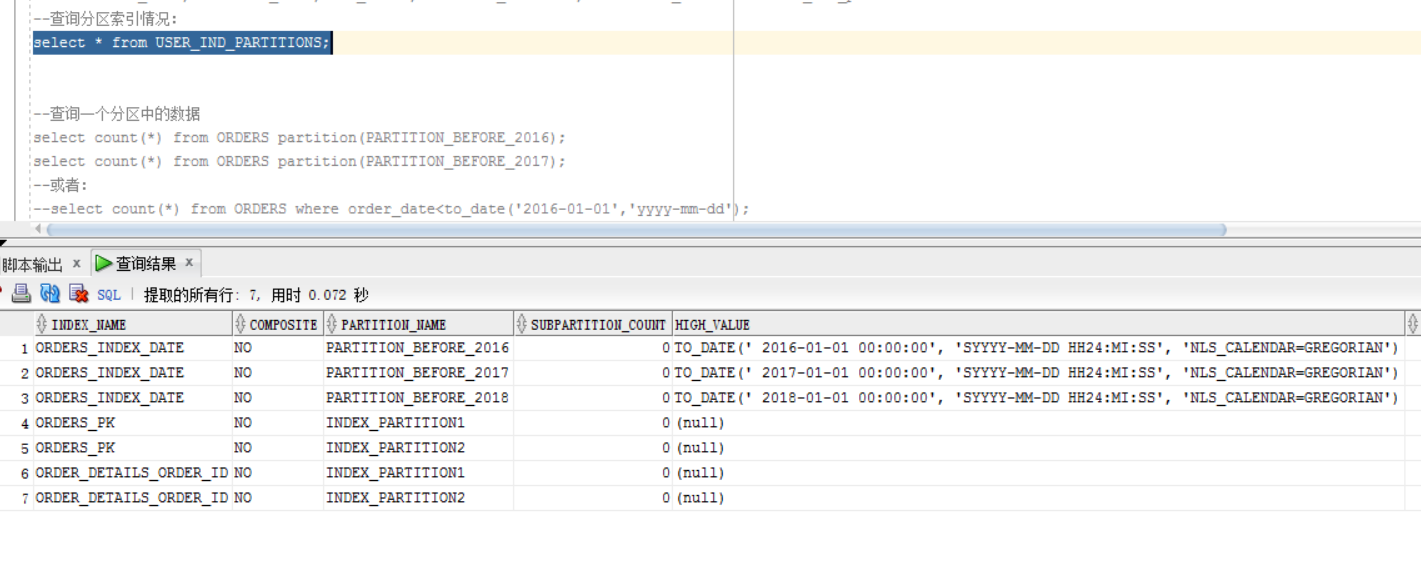 --查询分区索引情况:
select * from USER_IND_PARTITIONS;
--查询一个分区中的数据
select count(*) from ORDERS partition(PARTITION_BEFORE_2016);
select count(*) from ORDERS partition(PARTITION_BEFORE_2017);
--或者:
--select count(*) from ORDERS where order_date<to_date('2016-01-01','yyyy-mm-dd');
脚本输出 x 查询结果 x
SQL | 提取的所有行: 7, 用时 0.072 秒
INDEX_NAME COMPOSITE PARTITION_NAME SUBPARTITION_COUNT HIGH_VALUE
1 ORDERS_INDEX_DATE NO PARTITION_BEFORE_2016 0 TO_DATE(' 2016-01-01 00:00:00', 'SYYYY-MM-DD HH24:MI:SS', 'NLS_CALENDAR=GREGORIAN')
2 ORDERS_INDEX_DATE NO PARTITION_BEFORE_2017 0 TO_DATE(' 2017-01-01 00:00:00', 'SYYYY-MM-DD HH24:MI:SS', 'NLS_CALENDAR=GREGORIAN')
3 ORDERS_INDEX_DATE NO PARTITION_BEFORE_2018 0 TO_DATE(' 2018-01-01 00:00:00', 'SYYYY-MM-DD HH24:MI:SS', 'NLS_CALENDAR=GREGORIAN')
4 ORDERS_PK NO INDEX_PARTITION1 0 (null)
5 ORDERS_PK NO INDEX_PARTITION2 0 (null)
6 ORDER_DETAILS_ORDER_ID NO INDEX_PARTITION1 0 (null)
7 ORDER_DETAILS_ORDER_ID NO INDEX_PARTITION2 0 (null)